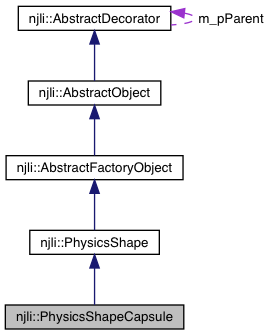 njli::AbstractDecorator
m_pParent
njli::AbstractObject
njli::AbstractFactoryObject
njli::PhysicsShape
njli::PhysicsShapeCapsule